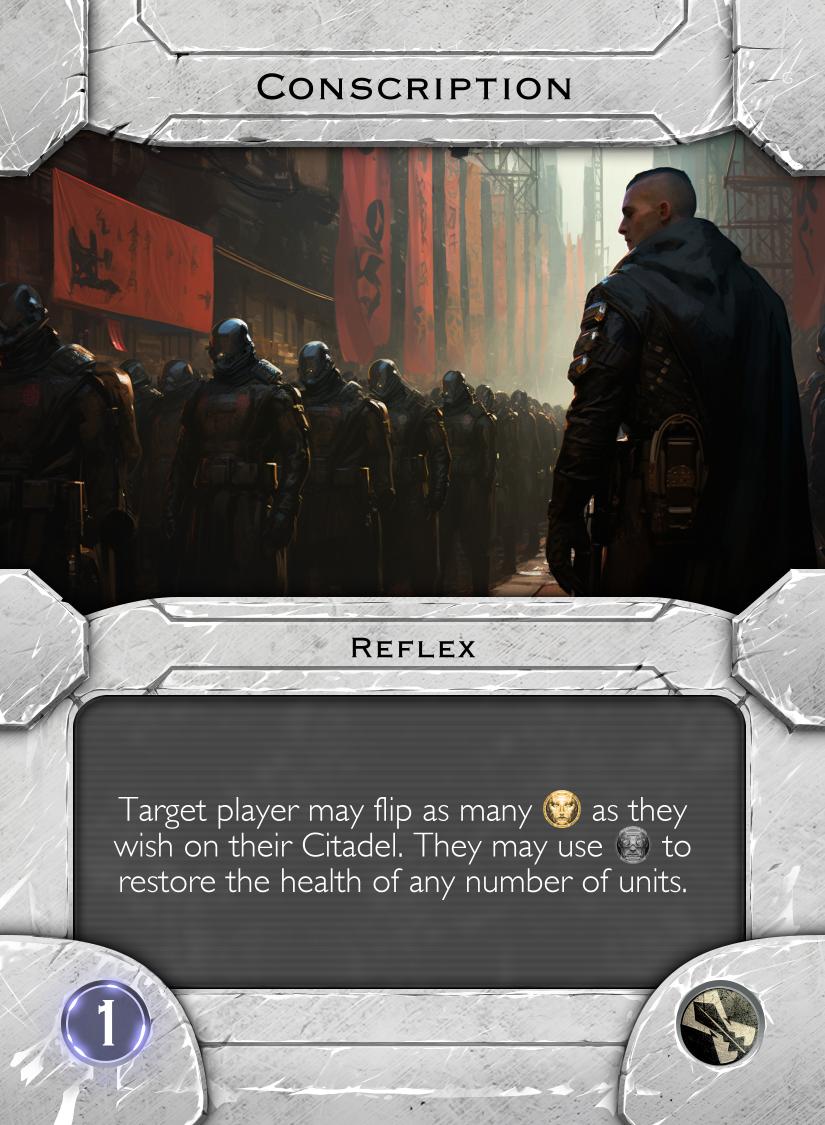 Conscription
Reflex
Target player may flip as many as they
wish on their Citadel. They may use to
restore the health of any number of units.
1